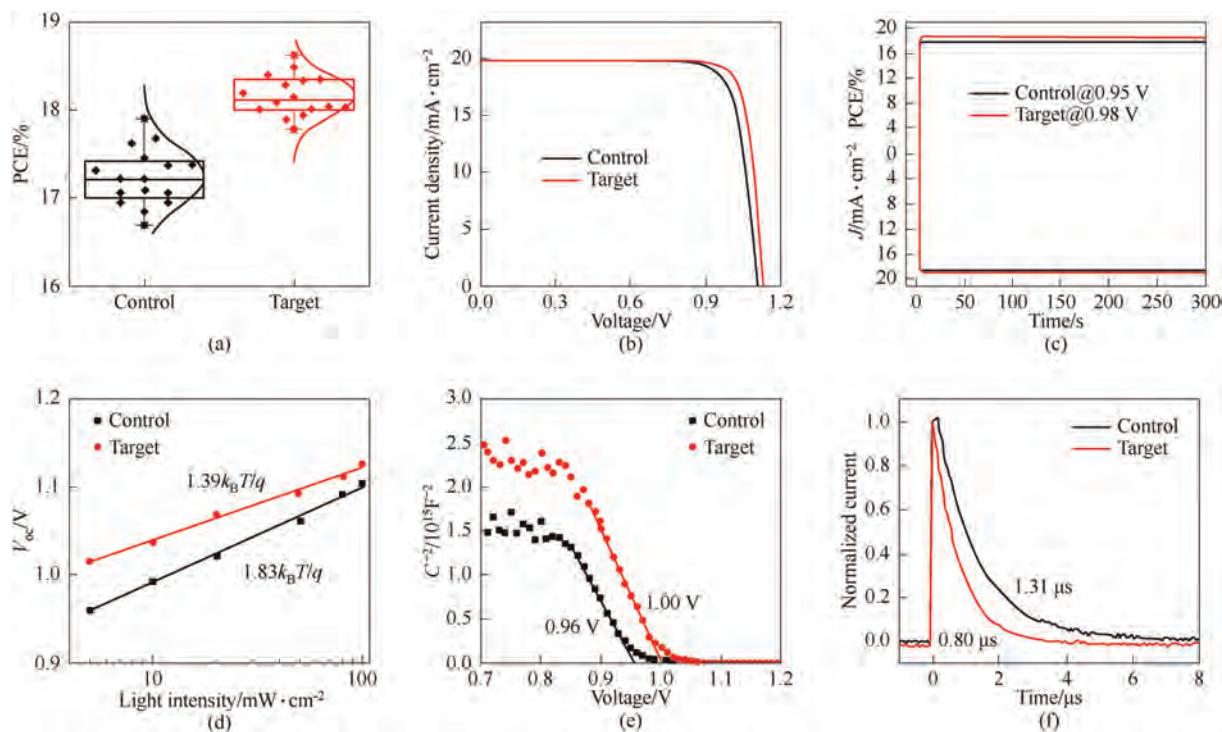 19
18
17
16
PCE/%
Control
Target
(a)
20
15
10
5
0
Current density/mA · cm⁻²
Control
Target
0.0 0.3 0.6 0.9 1.2
Voltage/V
(b)
20
16
12
8
4
0
4
8
12
16
20
J/mA · cm⁻² PCE/%
Control@0.95 V
Target@0.98 V
50 100 150 200 250 300
Time/s
(c)
1.2
1.1
1.0
0.9
Voc/V
Control
Target
1.39kBT/q
1.83kBT/q
10 100
Light intensity/mW · cm⁻²
(d)
3.0
2.5
2.0
1.5
1.0
0.5
0.0
C⁻²/10¹⁵F⁻²
Control
Target
1.00 V
0.96 V
0.7 0.8 0.9 1.0 1.1 1.2
Voltage/V
(e)
1.0
0.8
0.6
0.4
0.2
0.0
Normalized current
Control
Target
1.31 μs
0.80 μs
0 2 4 6 8
Time/μs
(f)